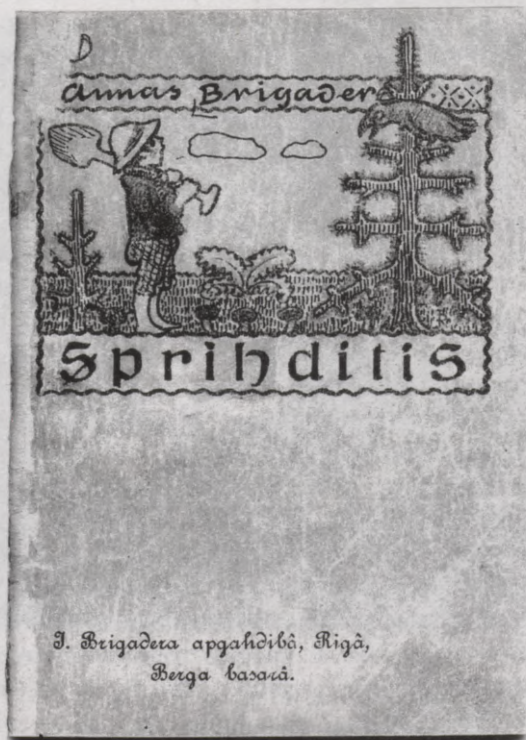 D
Annas Brigader
Sprihditis
J. Brigadera apgahdibâ, Rigâ,
Berga basarâ.